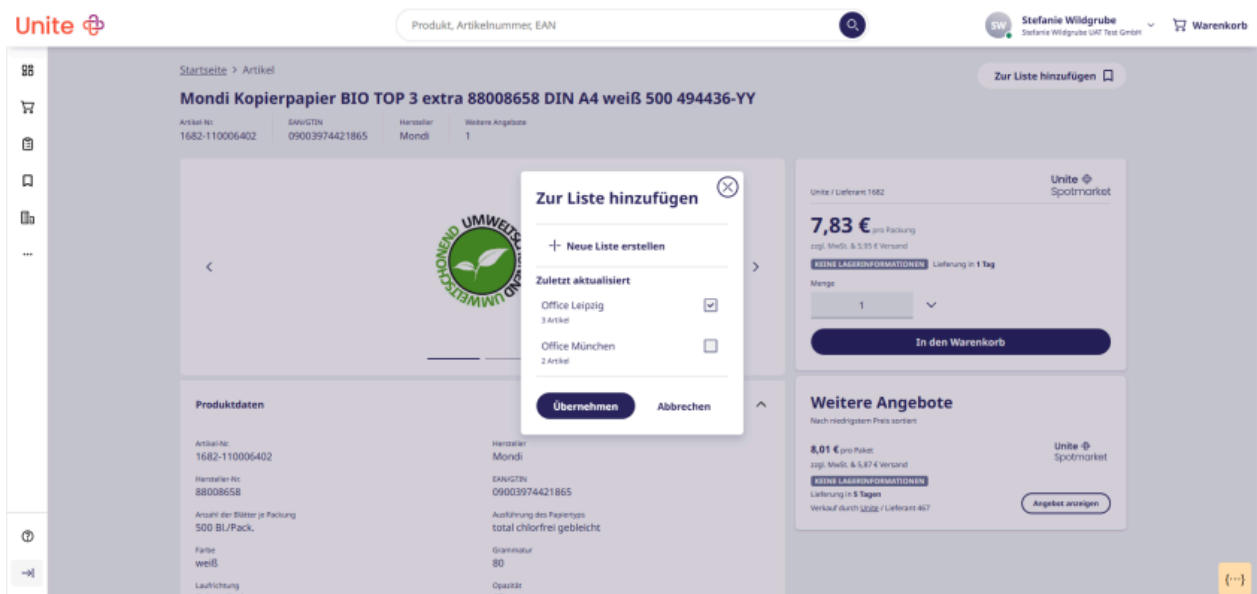 Unite
Produkt, Artikelnummer, EAN
SW
Stefanie Wildgrube
Stefanie Wildgrube UAT Test GmbH
Warenkorb
Startseite > Artikel
Zur Liste hinzufügen
Mondi Kopierpapier BIO TOP 3 extra 88008658 DIN A4 weiß 500 494436-YY
Artikel-Nr. EAN/GTIN Hersteller Weitere Angebote
1682-110006402 09003974421865 Mondi 1
UMWELTSCHONEND
Zur Liste hinzufügen
Neue Liste erstellen
Zuletzt aktualisiert
Office Leipzig
3 Artikel
Office München
2 Artikel
Übernehmen Abbrechen
Unite / Lieferant 1682
Unite
Spotmarket
7,83 € pro Packung
zzgl. MwSt. & 5,95 € Versand
KEINE LAGERINFORMATIONEN Lieferung in 1 Tag
Menge
1
In den Warenkorb
Produktdaten
Artikel-Nr.
1682-110006402
Hersteller
Mondi
Hersteller-Nr.
88008658
EAN/GTIN
09003974421865
Anzahl der Blätter je Packung
500 Bl./Pack.
Ausführung des Papiertyps
total chlorfrei gebleicht
Farbe
weiß
Grammatur
80
Laufrichtung
Opazität
Weitere Angebote
Nach niedrigstem Preis sortiert
8,01 € pro Paket
zzgl. MwSt. & 5,87 € Versand
Unite
Spotmarket
KEINE LAGERINFORMATIONEN
Lieferung in 5 Tagen
Verkauf durch Unite / Lieferant 467
Angebot anzeigen
{···}